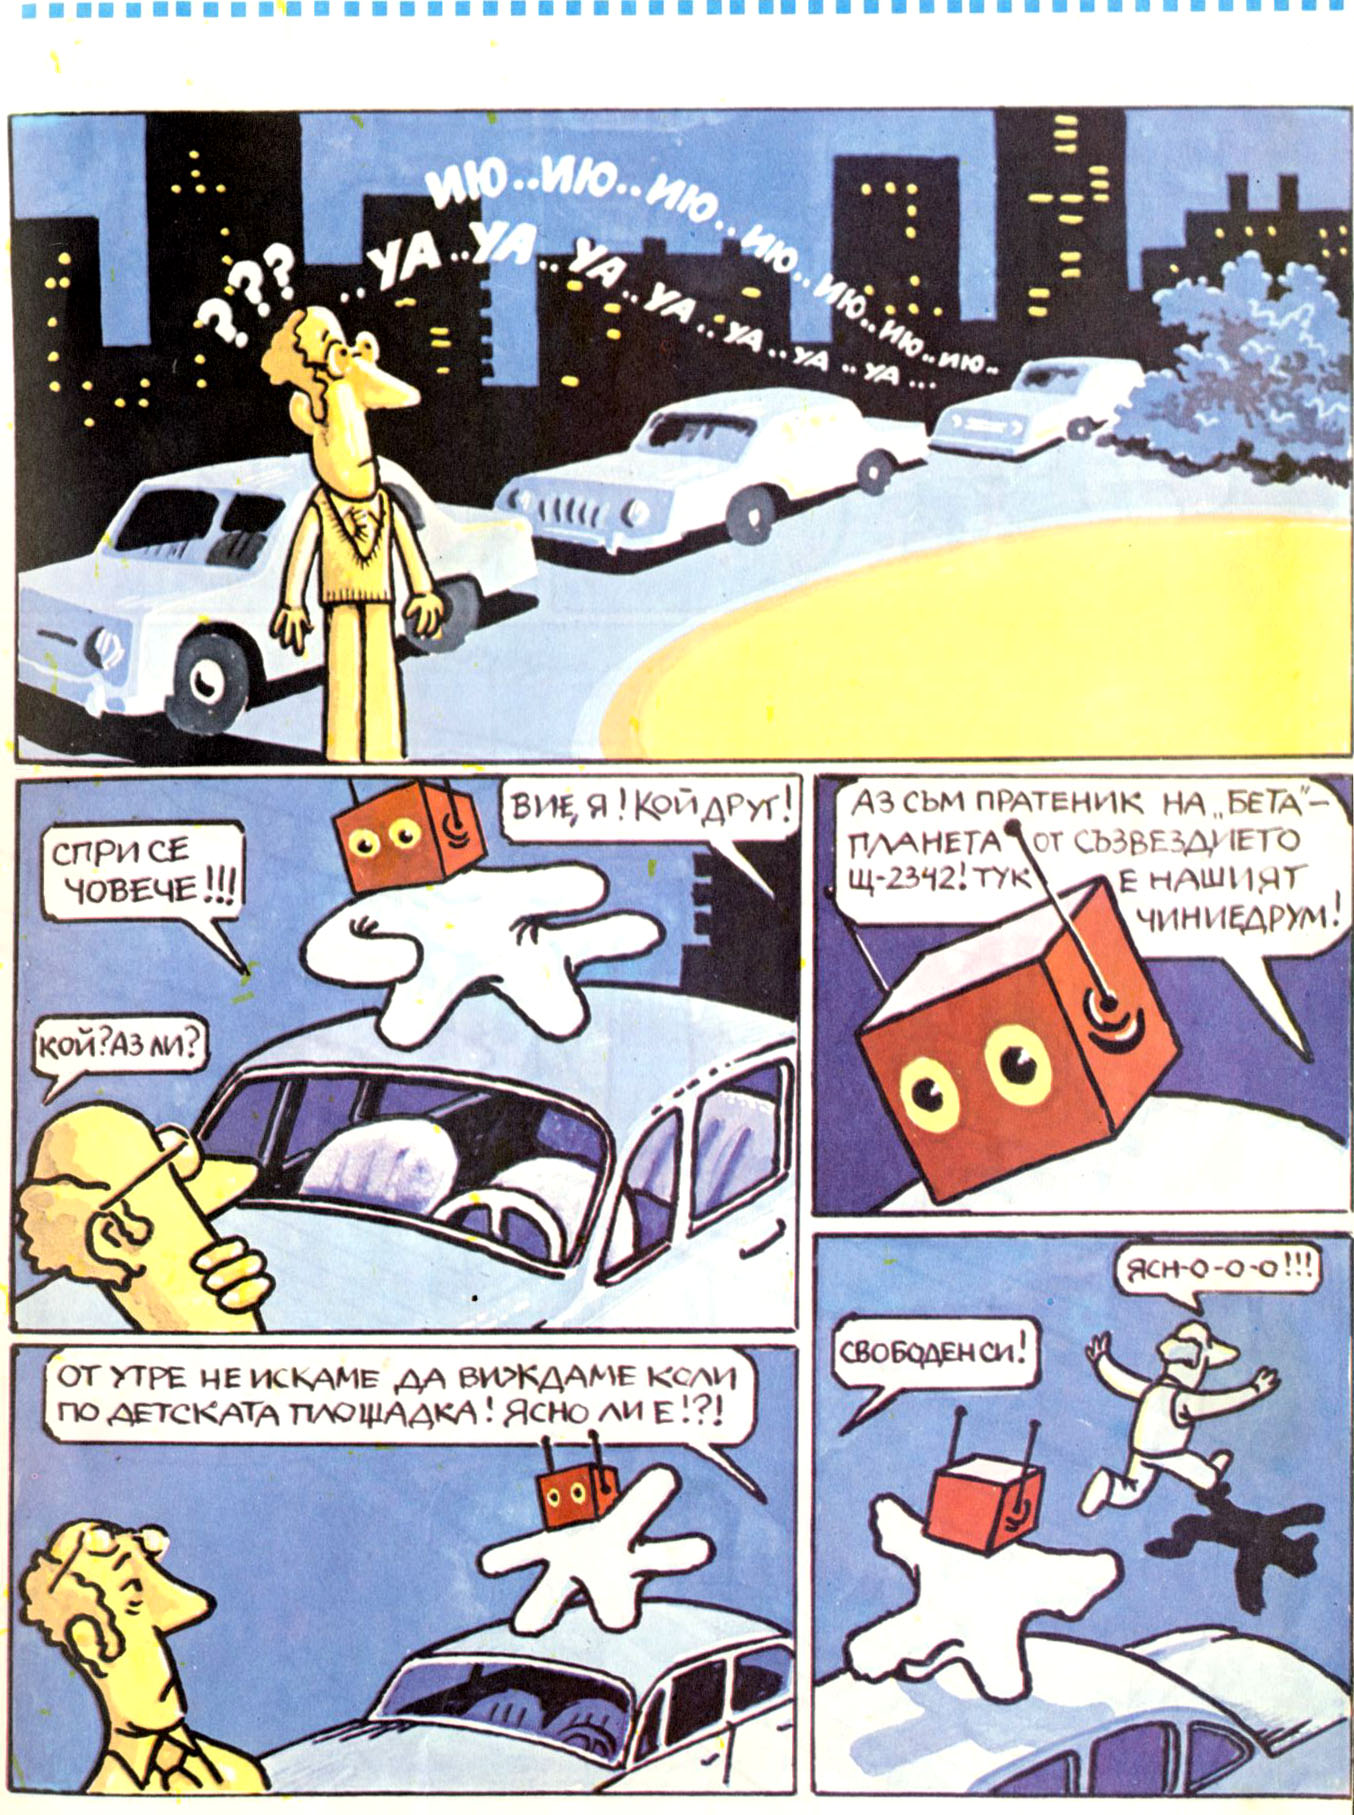 ???
ИЮ..ИЮ..ИЮ...ИЮ..ИЮ..ИЮ..ИЮ..
..УА..УА..УА..УА..УА..УА..УА...
СПРИ СЕ
ЧОВЕЧЕ!!!
ВИЕ, Я! КОЙ ДРУГ!
КОЙ? АЗ ЛИ?
АЗ СЪМ ПРАТЕНИК НА „БЕТА"-
ПЛАНЕТА ОТ СЪЗВЕЗДИЕТО
Щ-2342! ТУК Е НАШИЯТ
ЧИНИЕДРУМ!
ОТ УТРЕ НЕ ИСКАМЕ ДА ВИЖДАМЕ КОЛИ
ПО ДЕТСКАТА ПЛОЩАДКА! ЯСНО ЛИ Е!?!
СВОБОДЕН СИ!
ЯСН-О-О-О!!!